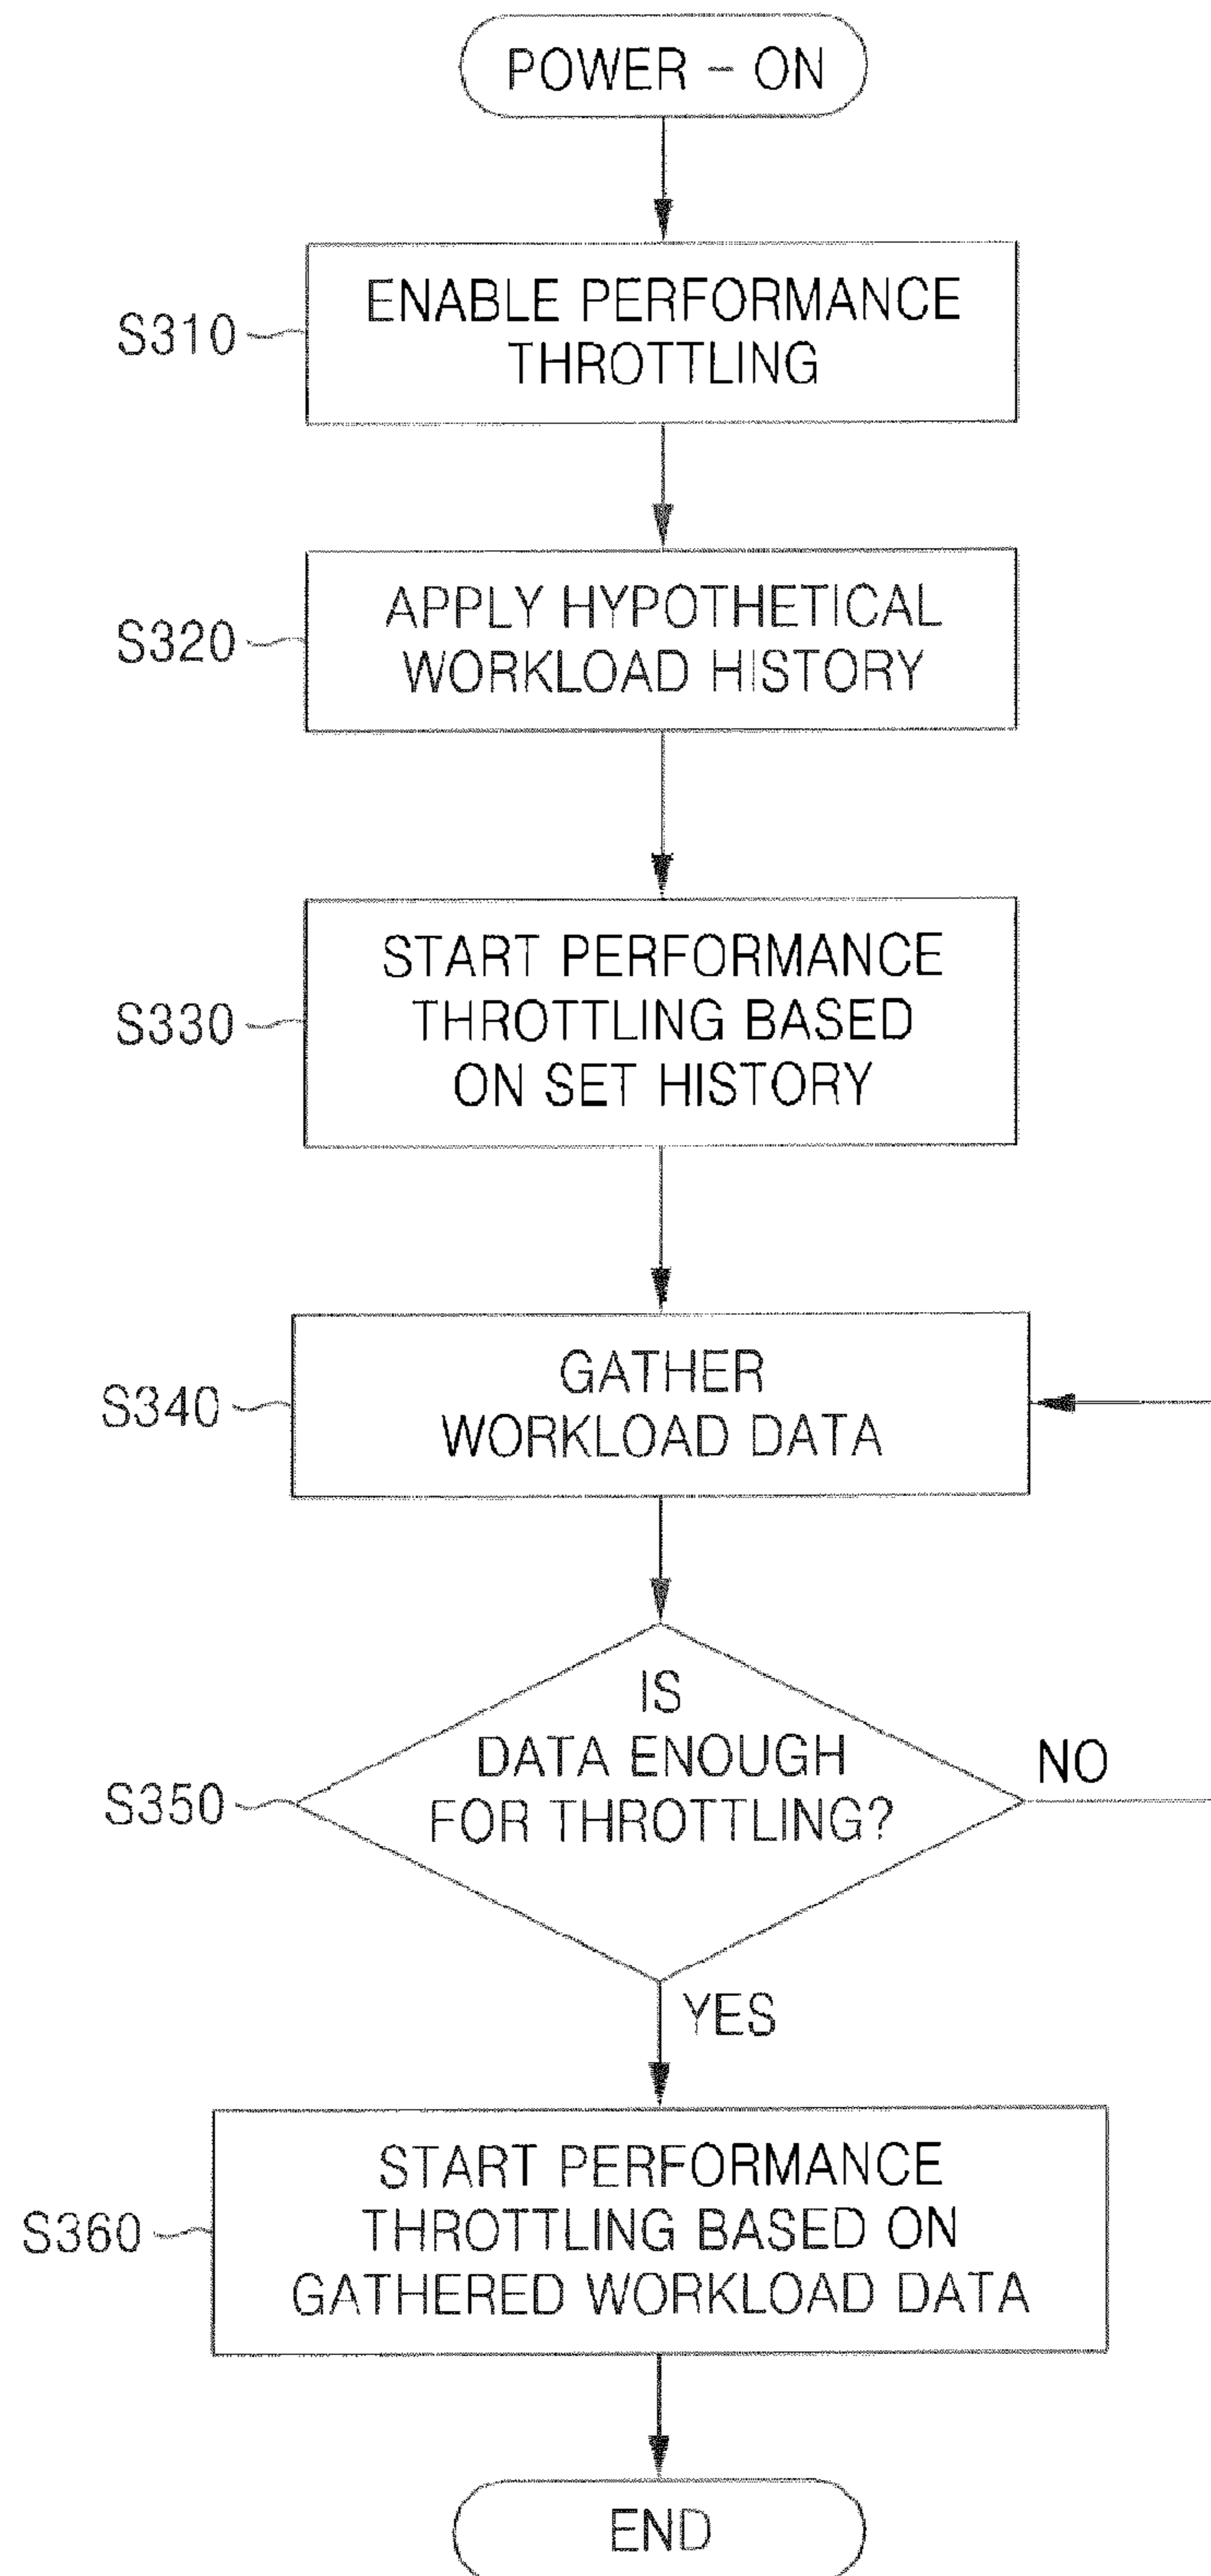 POWER - ON
ENABLE PERFORMANCE
THROTTLING
S310
APPLY HYPOTHETICAL
WORKLOAD HISTORY
S320
START PERFORMANCE
THROTTLING BASED
ON SET HISTORY
S330
GATHER
WORKLOAD DATA
S340
IS
DATA ENOUGH
FOR THROTTLING?
S350
NO
YES
START PERFORMANCE
THROTTLING BASED ON
GATHERED WORKLOAD DATA
S360
END